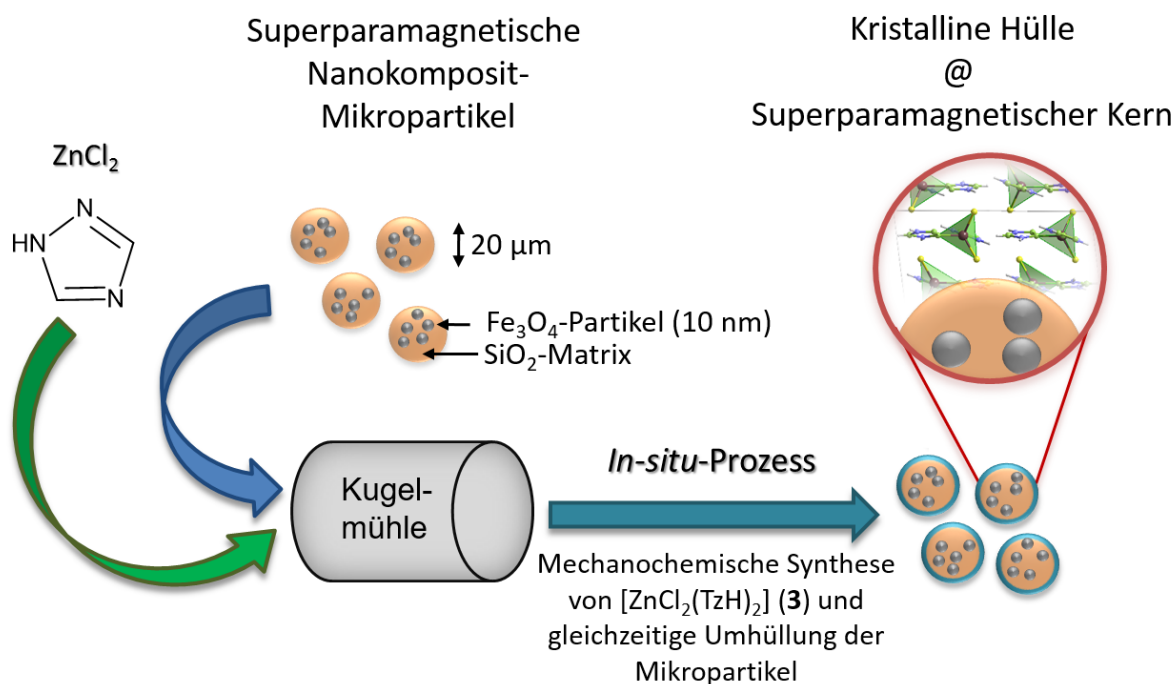 Superparamagnetische
Nanokomposit-
Mikropartikel
Kristalline Hülle
@
Superparamagnetischer Kern
ZnCl₂
N
HN
N
20 µm
Fe₃O₄-Partikel (10 nm)
SiO₂-Matrix
Kugel-
mühle
In-situ-Prozess
Mechanochemische Synthese
von [ZnCl₂(TzH)₂] (3) und
gleichzeitige Umhüllung der
Mikropartikel